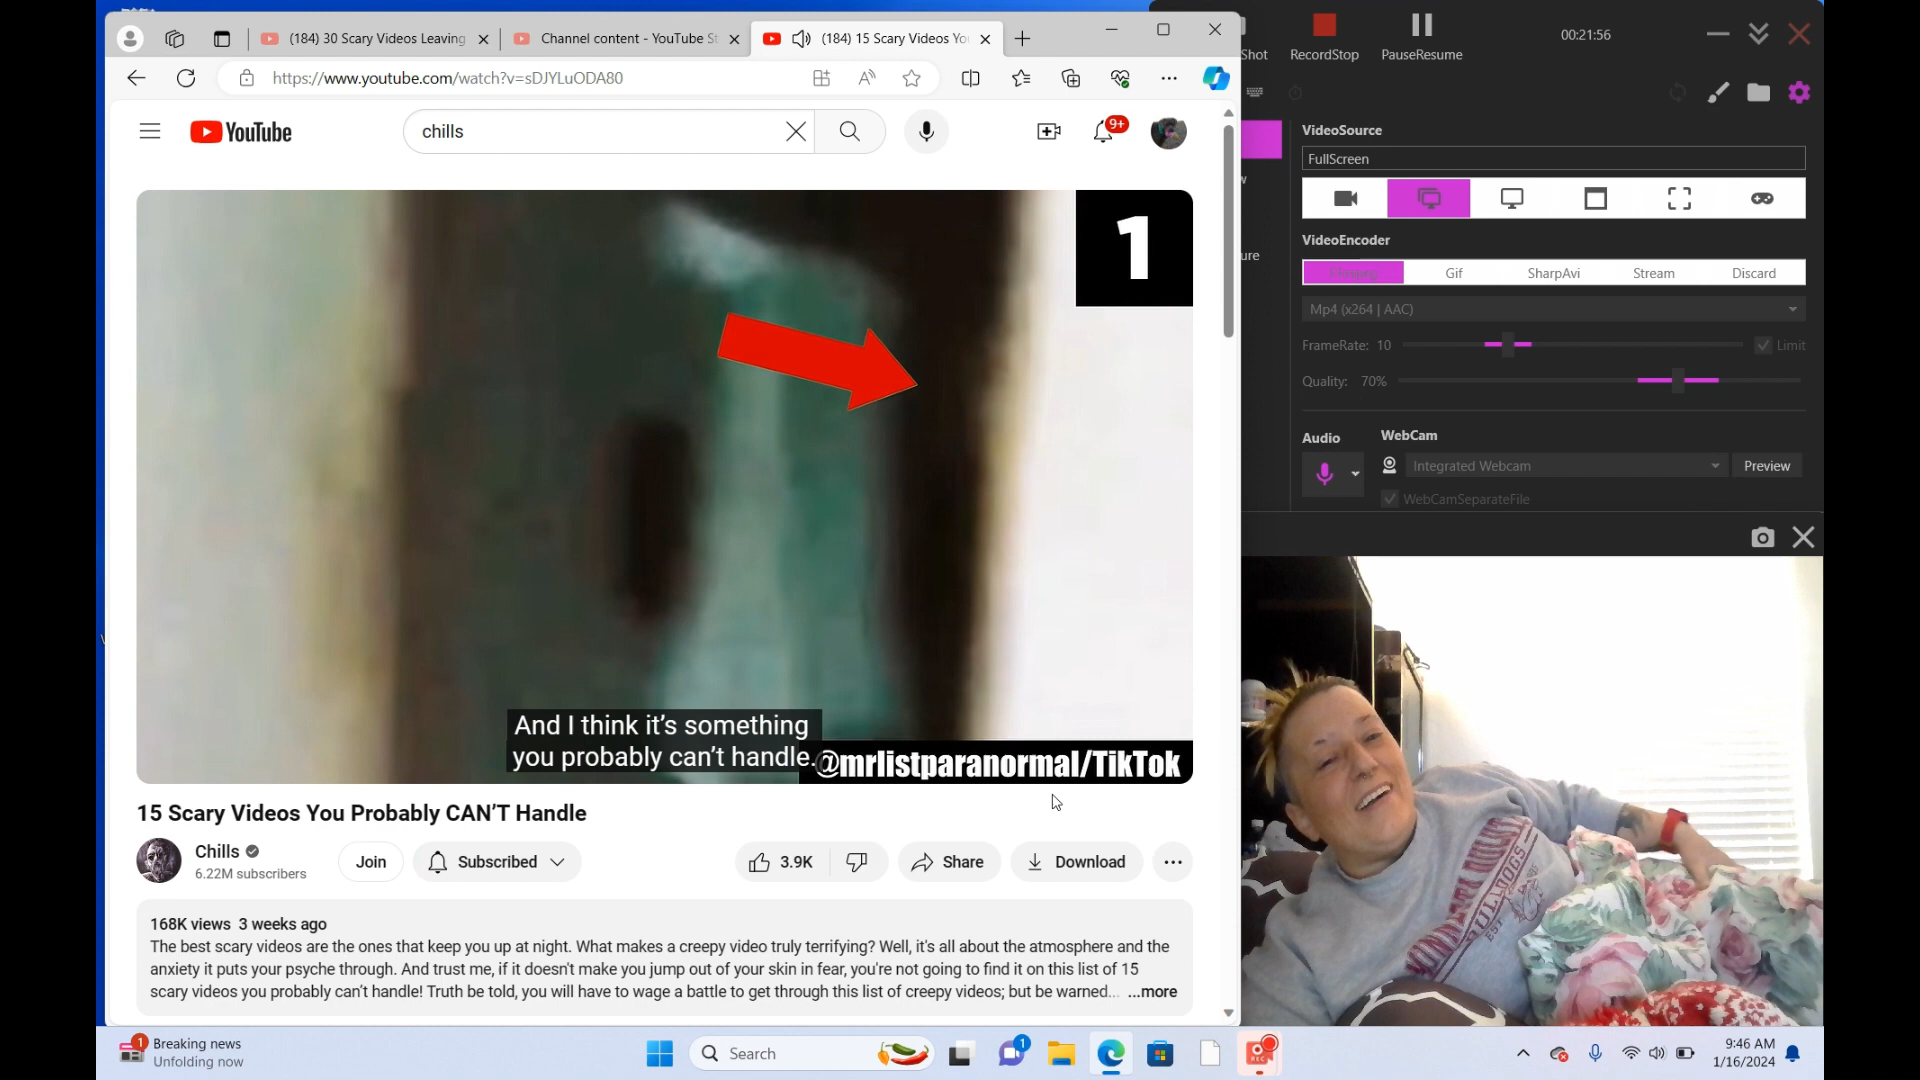 (184) 30 Scary Videos Leaving
Channel content - YouTube St
(184) 15 Scary Videos Yo
https://www.youtube.com/watch?v=sDJYLuODA80
YouTube
chills
9+
1
And I think it's something
you probably can't handle.
@mrlistparanormal/TikTok
15 Scary Videos You Probably CAN'T Handle
Chills
6.22M subscribers
Join
Subscribed
3.9K
Share
Download
168K views 3 weeks ago
The best scary videos are the ones that keep you up at night. What makes a creepy video truly terrifying? Well, it's all about the atmosphere and the
anxiety it puts your psyche through. And trust me, if it doesn't make you jump out of your skin in fear, you're not going to find it on this list of 15
scary videos you probably can't handle! Truth be told, you will have to wage a battle to get through this list of creepy videos; but be warned... ...more
Shot
RecordStop
PauseResume
00:21:56
w
ure
VideoSource
FullScreen
VideoEncoder
FFmpeg
Gif
SharpAvi
Stream
Discard
Mp4 (x264 | AAC)
FrameRate: 10
Limit
Quality: 70%
Audio
WebCam
Integrated Webcam
Preview
WebCamSeparateFile
BULLDOGS
EST
1
Breaking news
Unfolding now
Search
1
REC
9:46 AM
1/16/2024